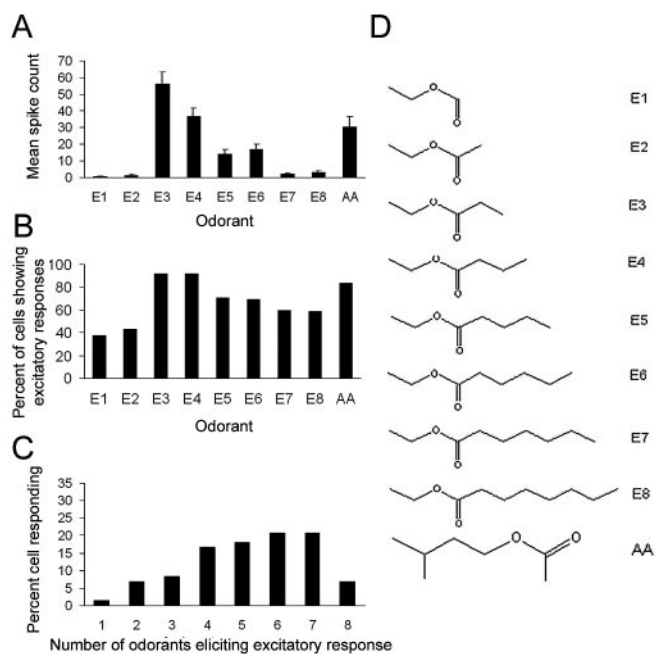 A
Mean spike count
70
60
50
40
30
20
10
0
E1 E2 E3 E4 E5 E6 E7 E8 AA
Odorant
B
Percent of cells showing
excitatory responses
100
80
60
40
20
0
E1 E2 E3 E4 E5 E6 E7 E8 AA
Odorant
C
Percent cell responding
35
30
25
20
15
10
5
0
1 2 3 4 5 6 7 8
Number of odorants eliciting excitatory response
D
O
O
E1
O
O
E2
O
O
E3
O
O
E4
O
O
E5
O
O
E6
O
O
E7
O
O
E8
O
O
AA